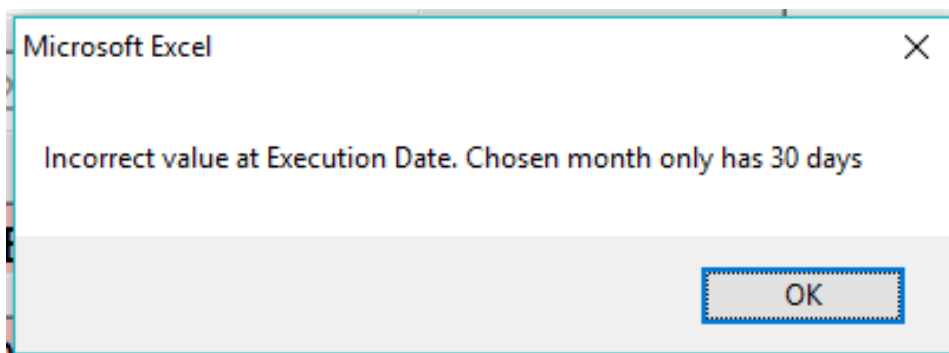 Microsoft Excel
Incorrect value at Execution Date. Chosen month only has 30 days
OK